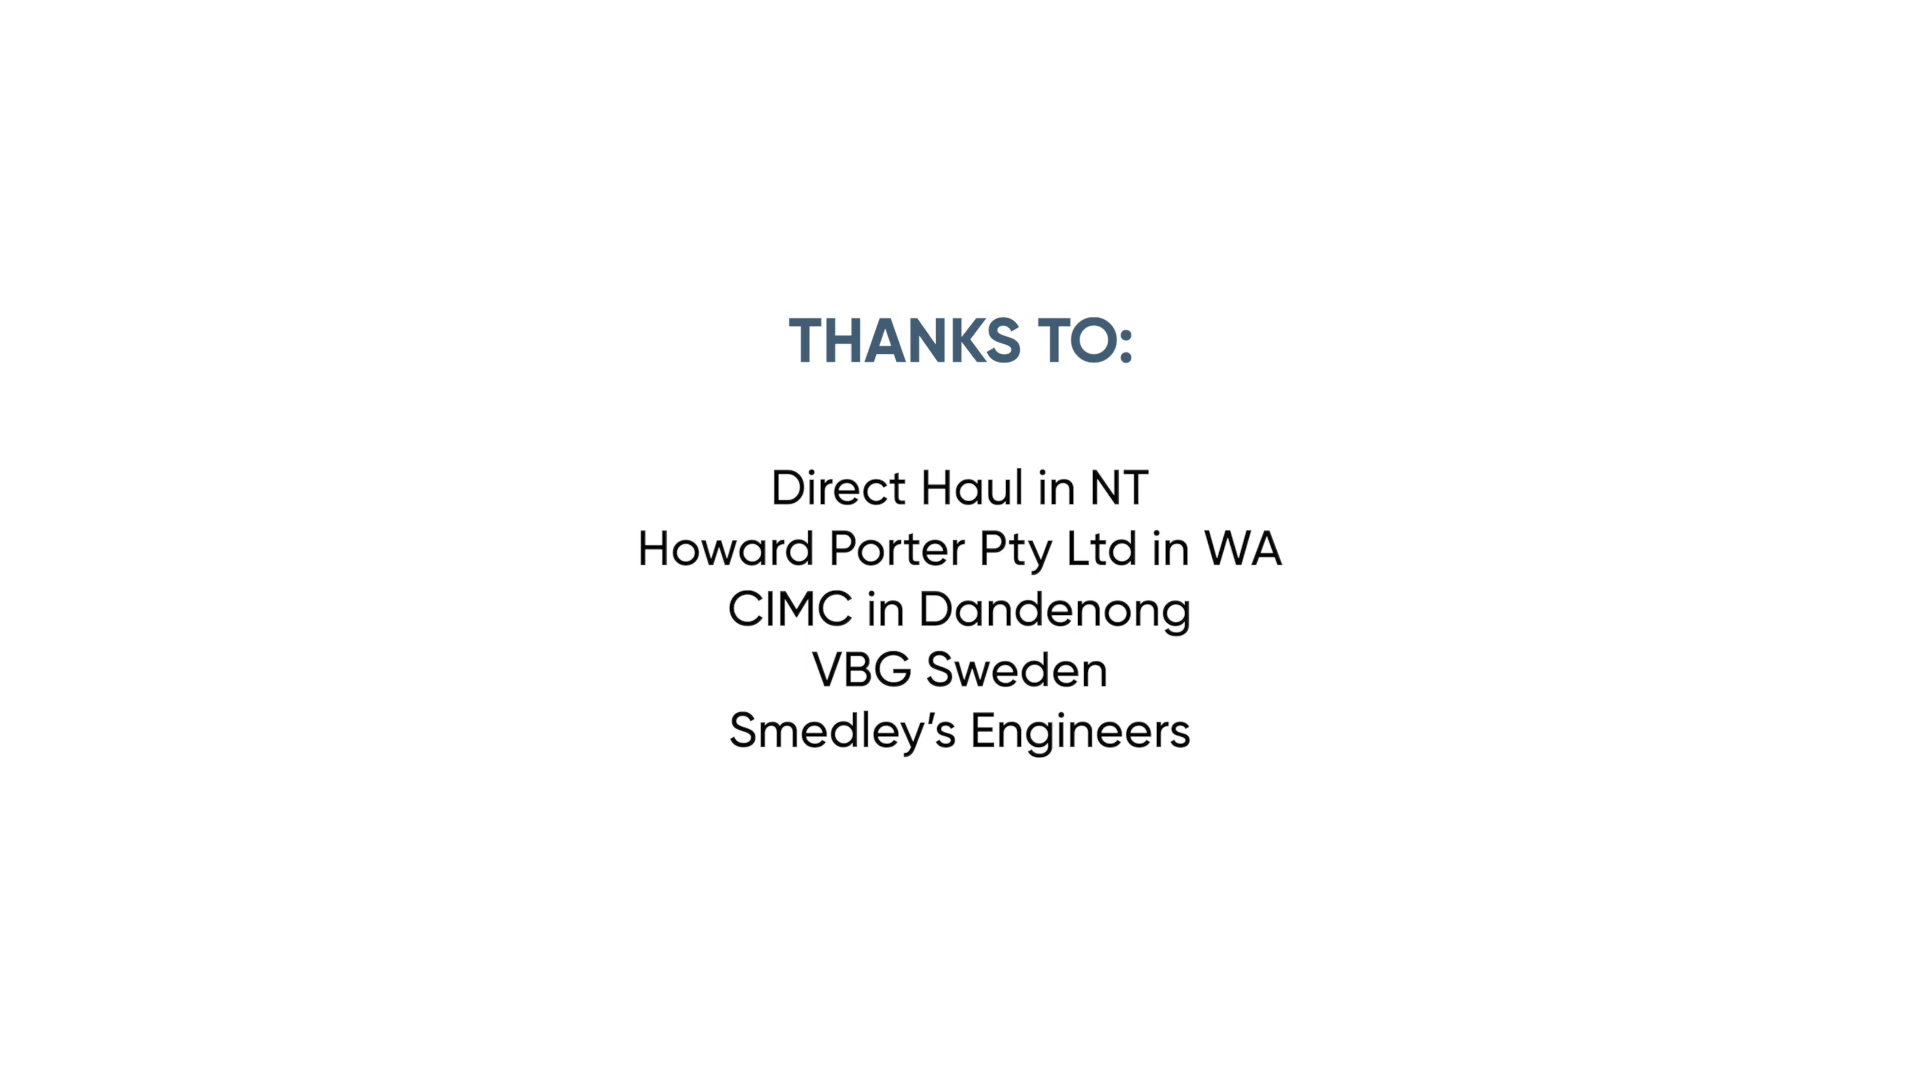 THANKS TO:
Direct Haul in NT
Howard Porter Pty Ltd in WA
CIMC in Dandenong
VBG Sweden
Smedley’s Engineers